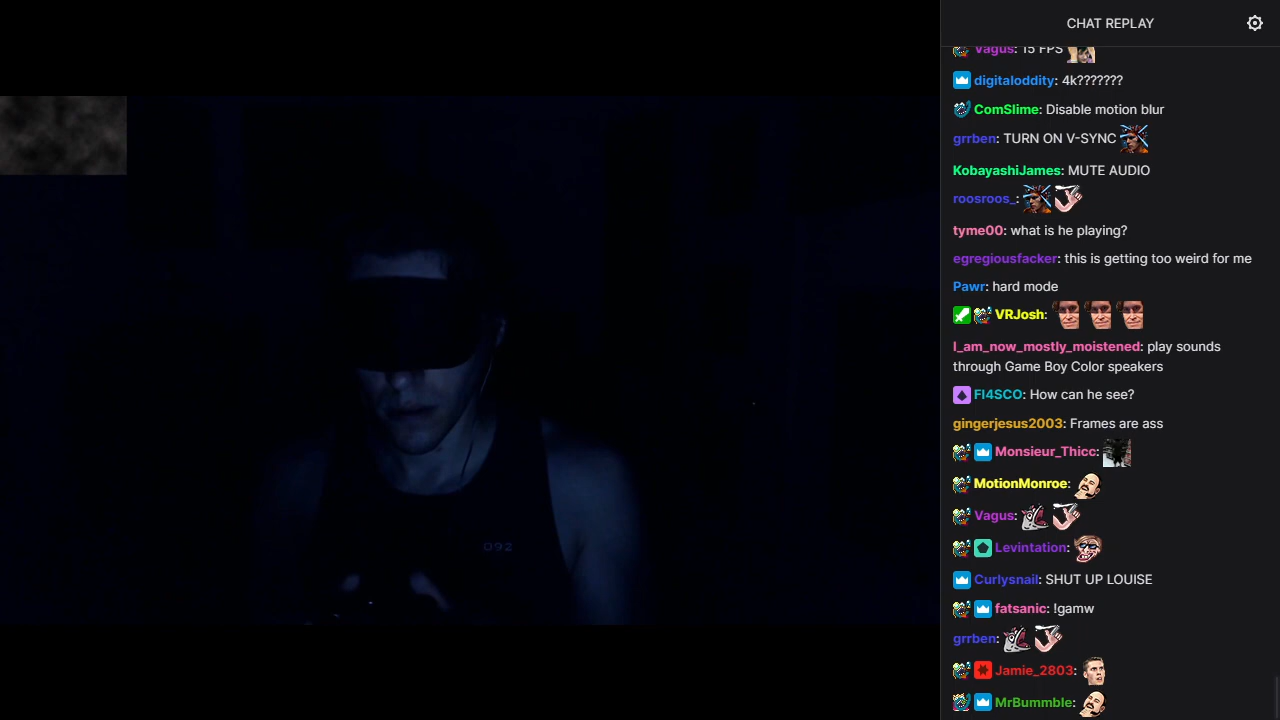 CHAT REPLAY
Vagus: 15 FPS
digitaloddity: 4k???????
ComSlime: Disable motion blur
grrben: TURN ON V-SYNC
KobayashiJames: MUTE AUDIO
roosroos_:
tyme00: what is he playing?
egregiousfacker: this is getting too weird for me
Pawr: hard mode
VRJosh:
I_am_now_mostly_moistened: play sounds
through Game Boy Color speakers
FI4SCO: How can he see?
gingerjesus2003: Frames are ass
Monsieur_Thicc:
MotionMonroe:
Vagus:
Levintation:
Curlysnail: SHUT UP LOUISE
fatsanic: !gamw
grrben:
Jamie_2803:
MrBummble:
092